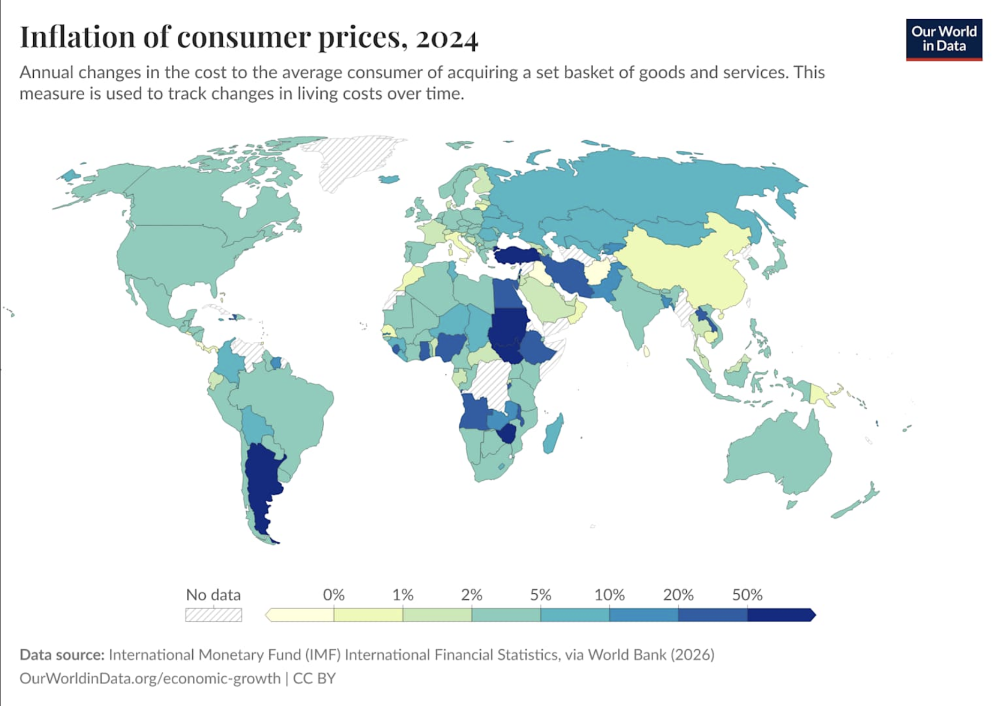 Inflation of consumer prices, 2024
Our World
in Data
Annual changes in the cost to the average consumer of acquiring a set basket of goods and services. This
measure is used to track changes in living costs over time.
No data
0%
1%
2%
5%
10%
20%
50%
Data source: International Monetary Fund (IMF) International Financial Statistics, via World Bank (2026)
OurWorldinData.org/economic-growth | CC BY